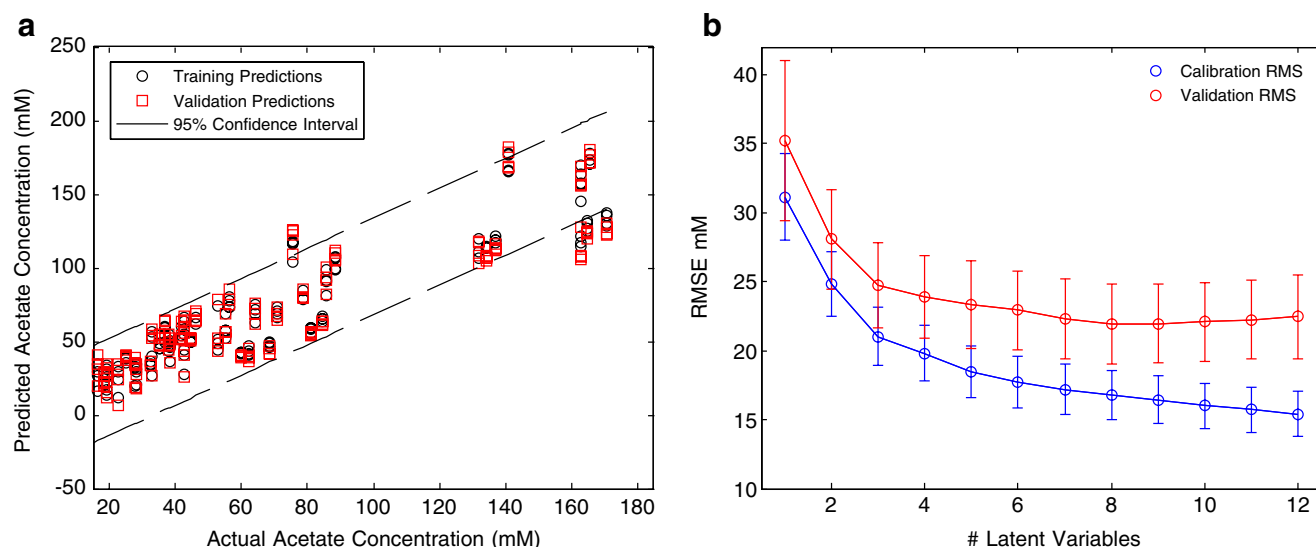 a
250
200
150
100
50
0
-50
Predicted Acetate Concentration (mM)
Training Predictions
Validation Predictions
95% Confidence Interval
20 40 60 80 100 120 140 160 180
Actual Acetate Concentration (mM)
b
40
35
30
25
20
15
10
RMSE mM
Calibration RMS
Validation RMS
2 4 6 8 10 12
# Latent Variables